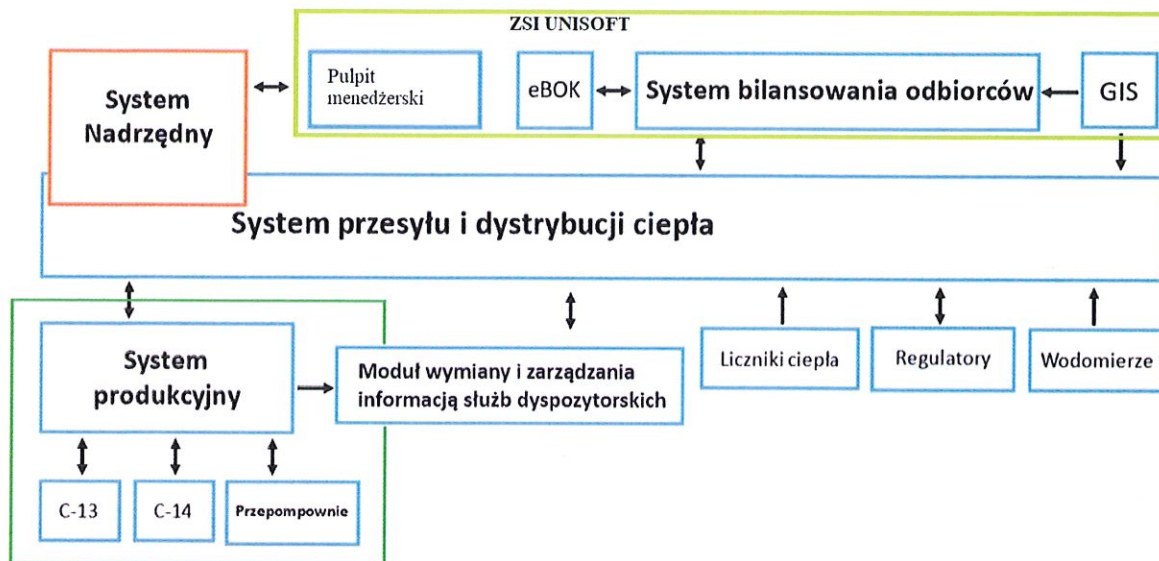 ZSI UNISOFT
System
Nadrzędny
Pulpit
menedżerski
eBOK
System bilansowania odbiorców
GIS
System przesyłu i dystrybucji ciepła
System
produkcyjny
Moduł wymiany i zarządzania
informacją służb dyspozytorskich
Liczniki ciepła
Regulatory
Wodomierze
C-13
C-14
Przepompownie